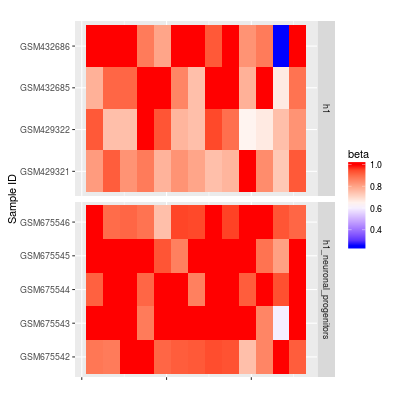 GSM432686
GSM432685
GSM429322
GSM429321
h1
GSM675546
GSM675545
GSM675544
GSM675543
GSM675542
h1_neuronal_progenitors
Sample ID
beta
1.0
0.8
0.6
0.4